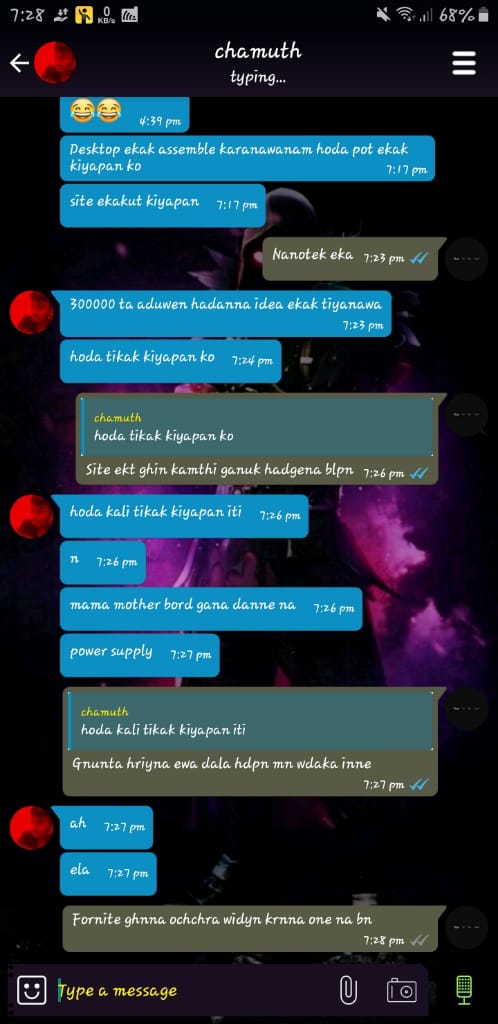 7:28
0
KB/s
68%
chamuth
typing...
😂😂 4:39 pm
Desktop ekak assemble karanawanam hoda pot ekak
kiyapan ko
7:17 pm
site ekakut kiyapan 7:17 pm
Nanotek eka 7:23 pm
300000 ta aduwen hadanna idea ekak tiyanawa
7:23 pm
hoda tikak kiyapan ko 7:24 pm
chamuth
hoda tikak kiyapan ko
Site ekt ghin kamthi ganuk hadgena blpn 7:26 pm
hoda kali tikak kiyapan iti 7:26 pm
n 7:26 pm
mama mother bord gana danne na 7:26 pm
power supply 7:27 pm
chamuth
hoda kali tikak kiyapan iti
Gnunta hriyna ewa dala hdpn mn wdaka inne
7:27 pm
ah 7:27 pm
ela 7:27 pm
Fornite ghnna ochchra widyn krnna one na bn
7:28 pm
Type a message